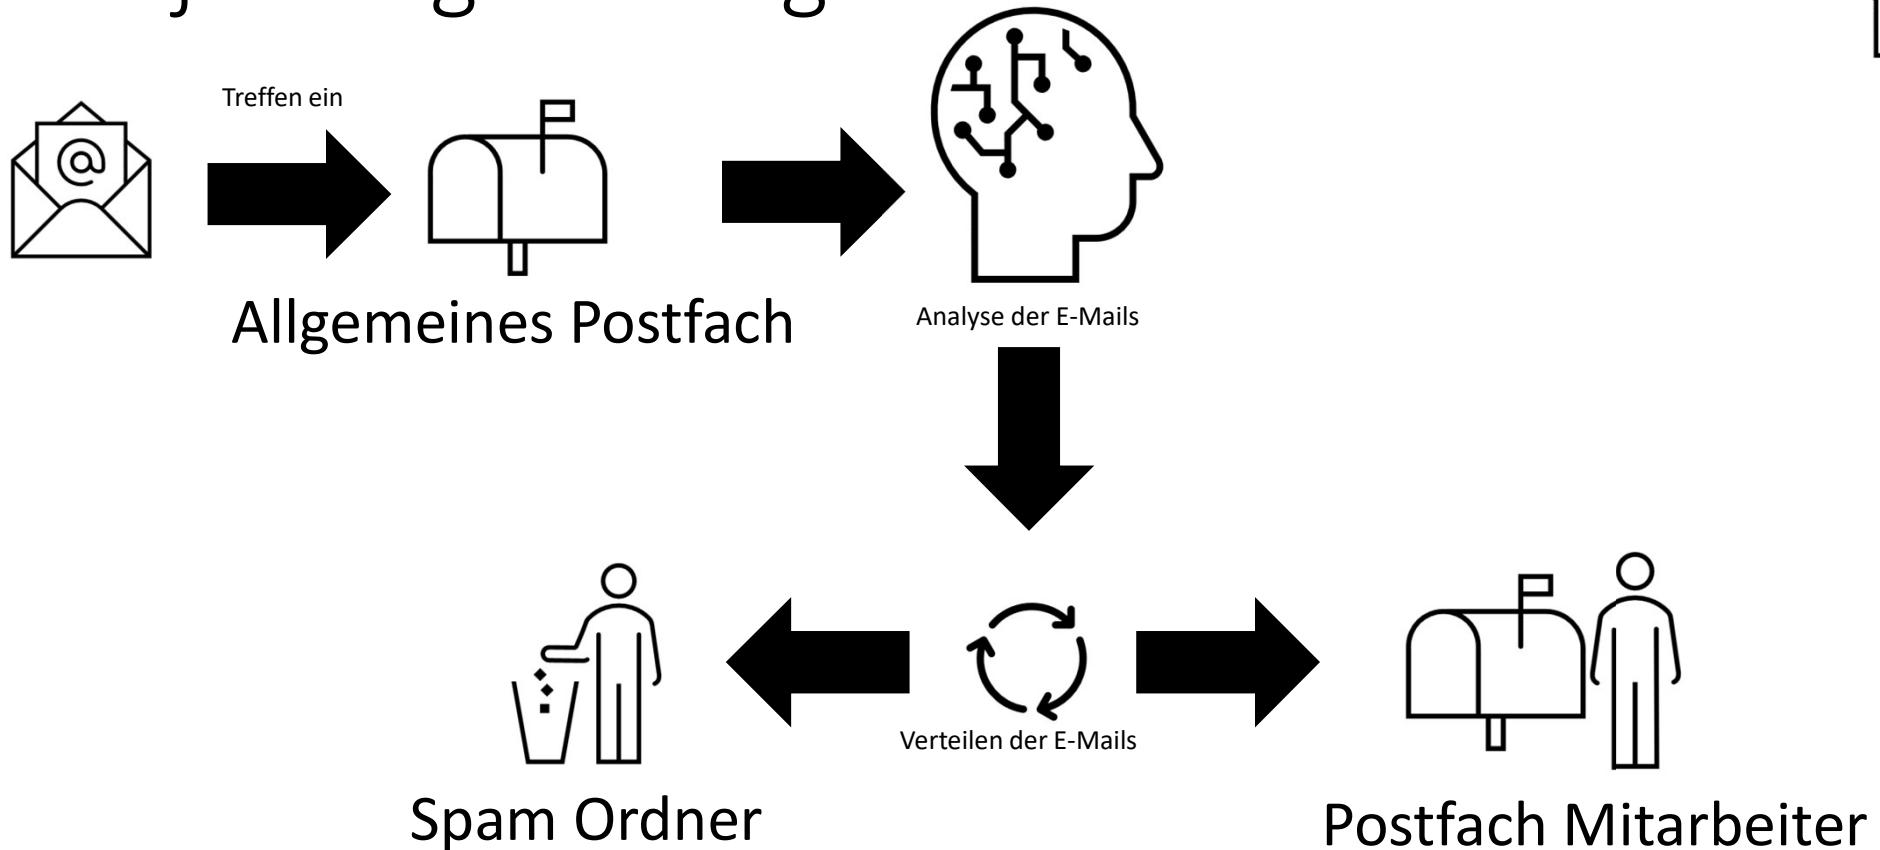 Treffen ein
Allgemeines Postfach
Analyse der E-Mails
Verteilen der E-Mails
Spam Ordner
Postfach Mitarbeiter